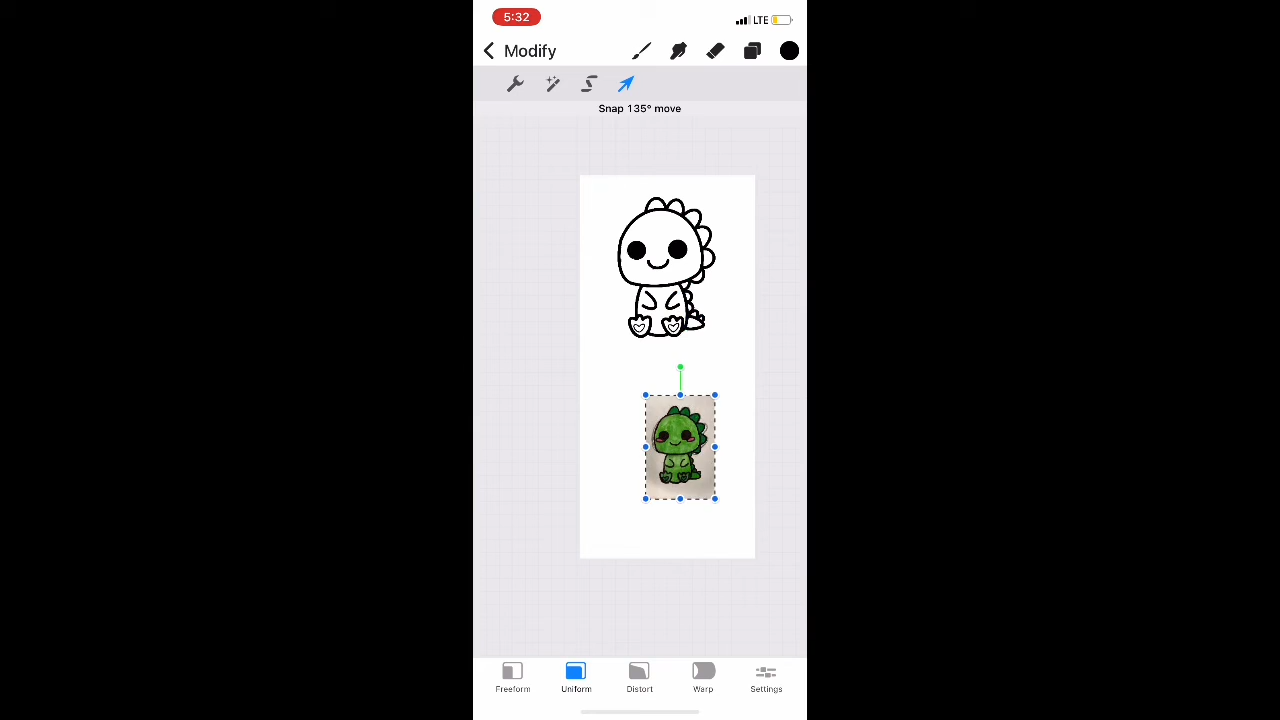 5:32
LTE
Modify
Snap 135° move
Freeform
Uniform
Distort
Warp
Settings